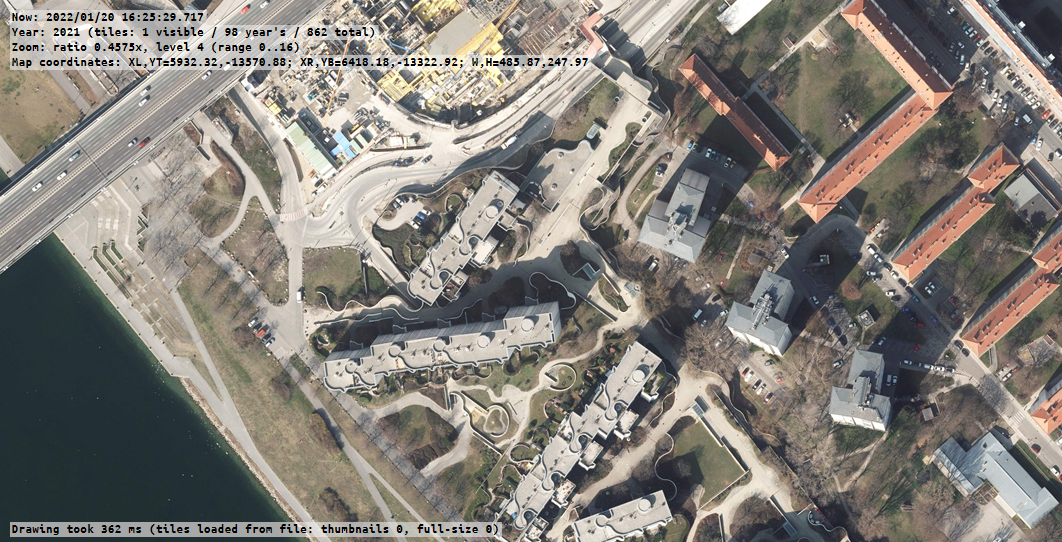 Now: 2022/01/20 16:25:29.717
Year: 2021 (tiles: 1 visible / 98 year's / 862 total)
Zoom: ratio 0.4575x, level 4 (range 0..16)
Map coordinates: XL,YT=5932.32,-13570.88; XR,YB=6418.18,-13322.92; W,H=485.87,247.97
Drawing took 362 ms (tiles loaded from file: thumbnails 0, full-size 0)